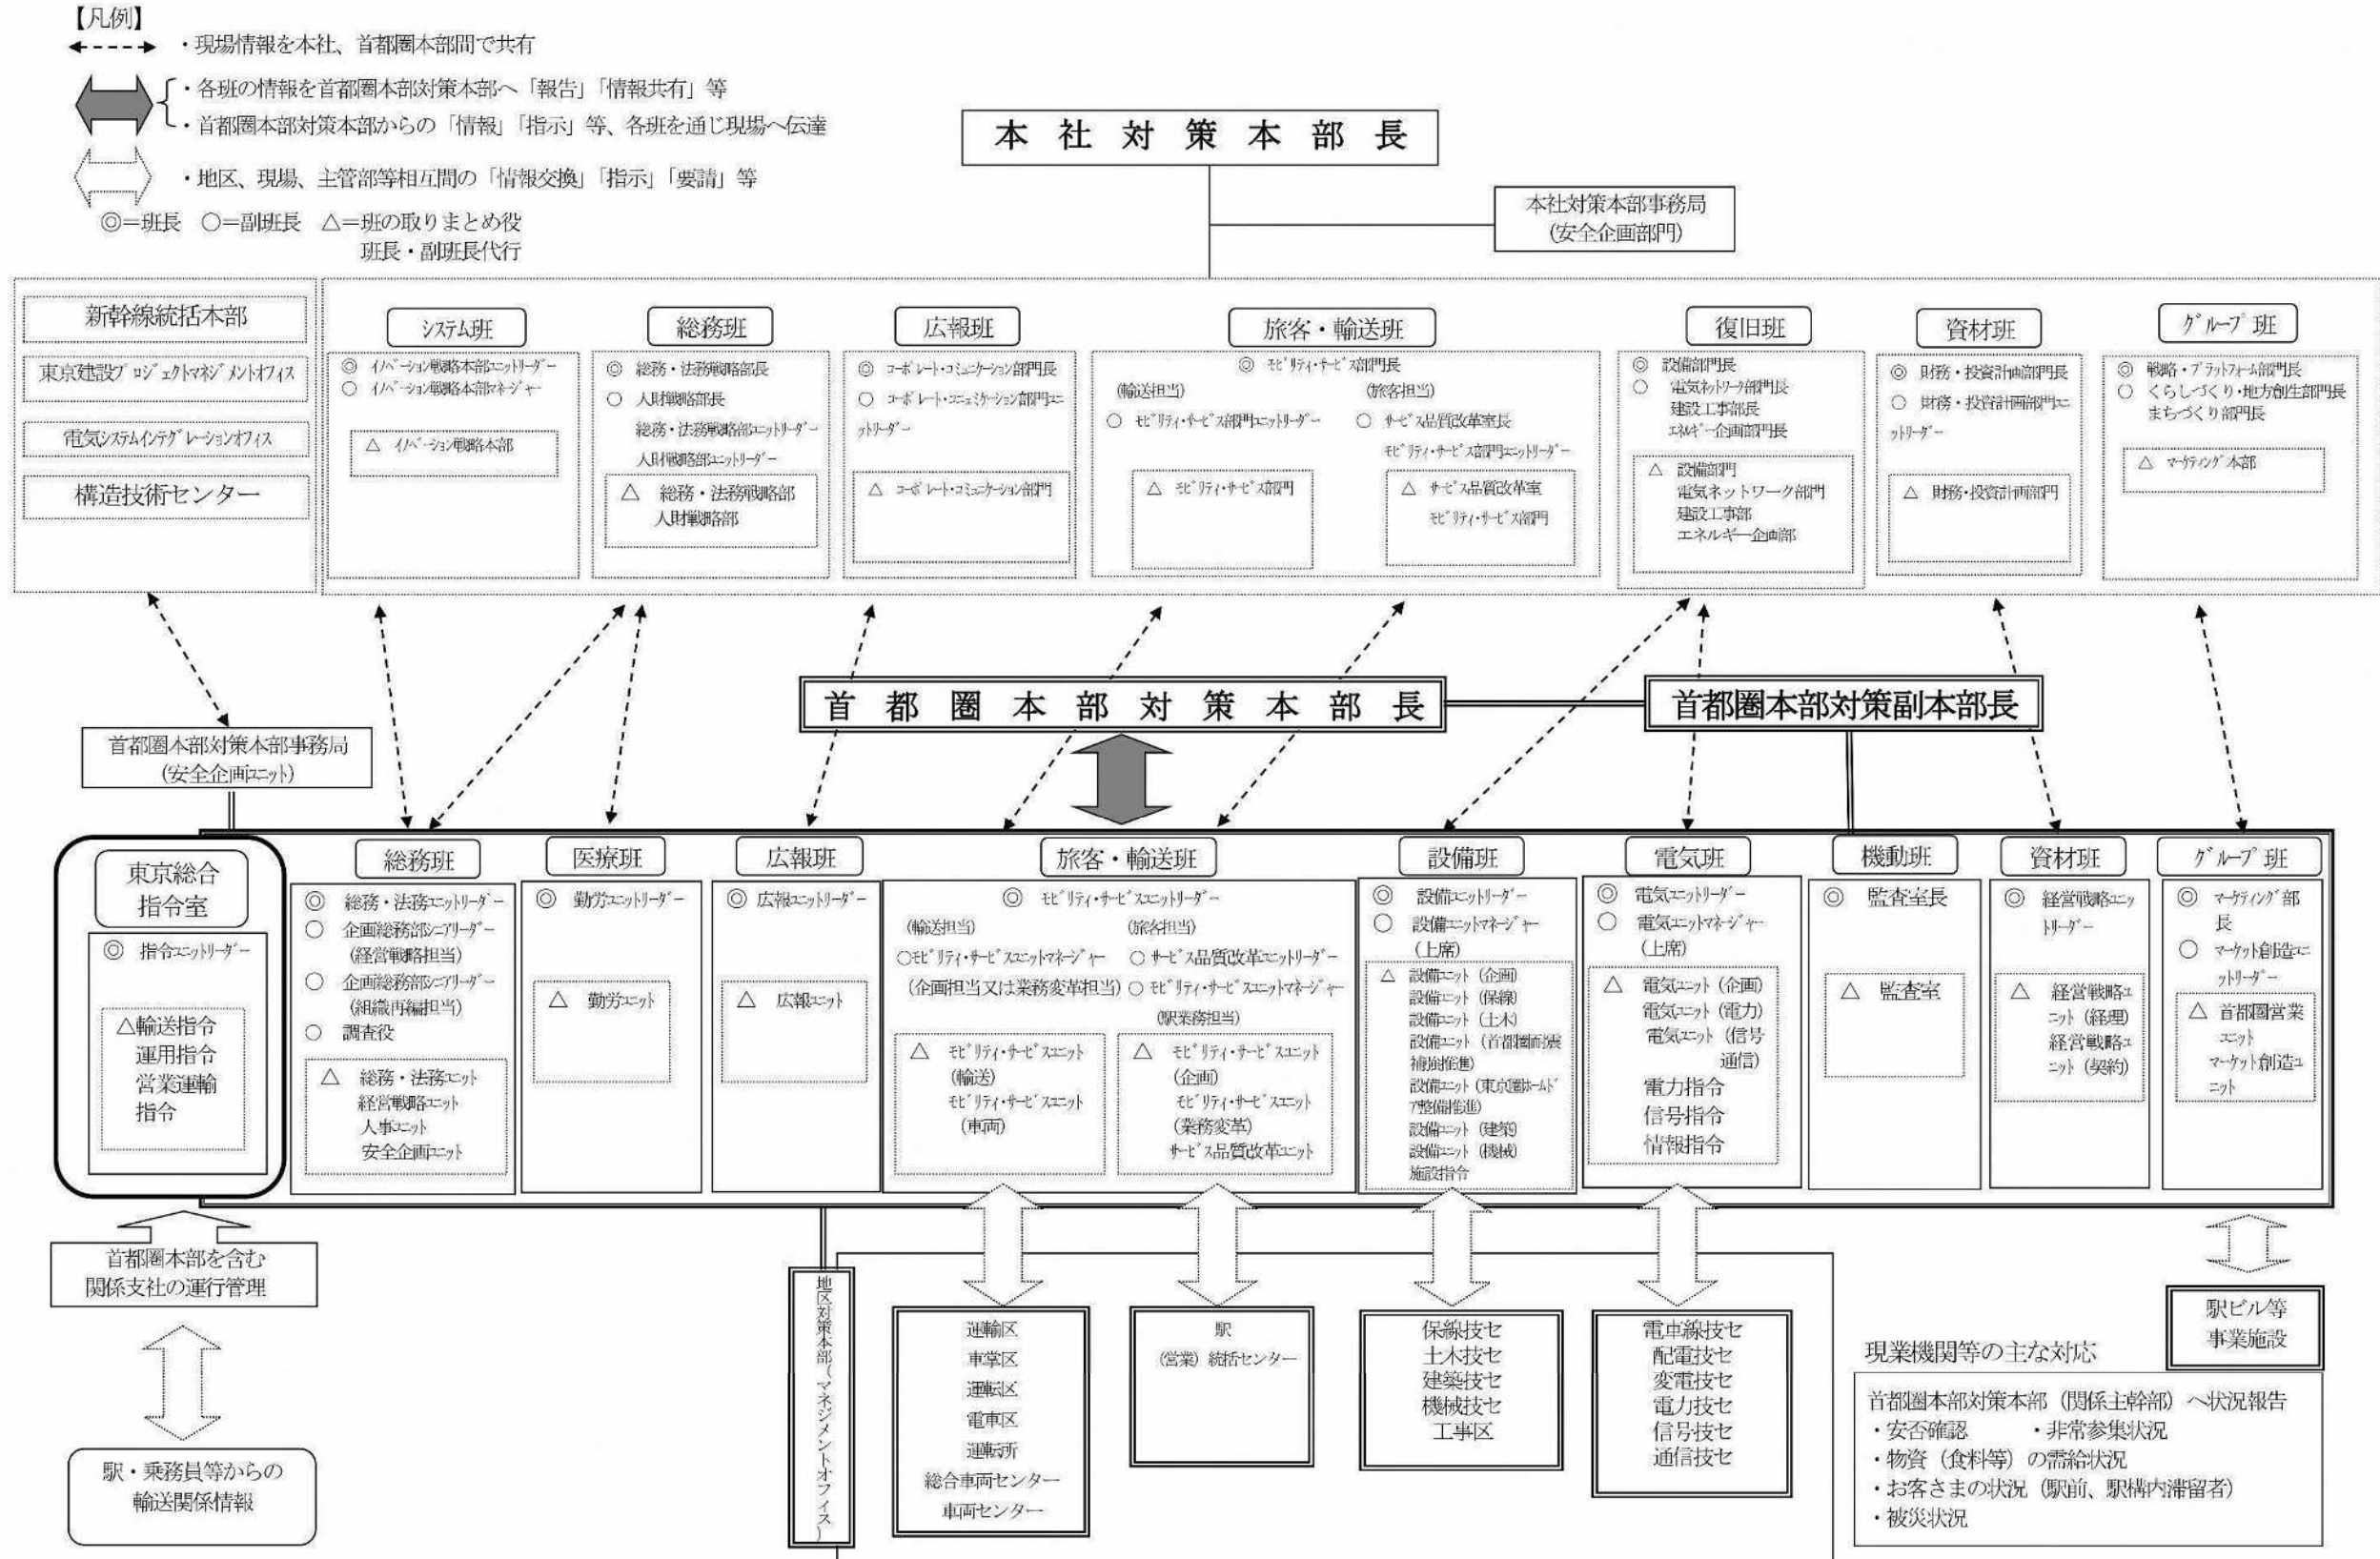 【凡例】
・現場情報を本社、首都圏本部間で共有
・各班の情報を首都圏本部対策本部へ「報告」「情報共有」等
・首都圏本部対策本部からの「情報」「指示」等、各班を通じ現場へ伝達
・地区、現場、主管部等相互間の「情報交換」「指示」「要請」等
◎＝班長　○＝副班長　△＝班の取りまとめ役
班長・副班長代行
本社対策本部長
本社対策本部事務局
(安全企画部門)
新幹線統括本部
東京建設ﾌﾟﾛｼﾞｪｸﾄﾏﾈｼﾞﾒﾝﾄｵﾌｨｽ
電気ｼｽﾃﾑｲﾝﾃｸﾞﾚｰｼｮﾝｵﾌｨｽ
構造技術センター
ｼｽﾃﾑ班
◎ ｲﾉﾍﾞｰｼｮﾝ戦略本部ﾕﾆｯﾄﾘｰﾀﾞｰ
○ ｲﾉﾍﾞｰｼｮﾝ戦略本部ﾏﾈｼﾞｬｰ
△ ｲﾉﾍﾞｰｼｮﾝ戦略本部
総務班
◎ 総務・法務戦略部長
○ 人財戦略部長
総務・法務戦略部ﾕﾆｯﾄﾘｰﾀﾞｰ
人財戦略部ﾕﾆｯﾄﾘｰﾀﾞｰ
△ 総務・法務戦略部
人財戦略部
広報班
◎ ｺｰﾎﾟﾚｰﾄ・ｺﾐｭﾆｹｰｼｮﾝ部門長
○ ｺｰﾎﾟﾚｰﾄ・ｺﾆｭﾐｹｰｼｮﾝ部門ﾕﾆ
ｯﾄﾘｰﾀﾞｰ
△ ｺｰﾎﾟﾚｰﾄ・ｺﾐｭﾆｹｰｼｮﾝ部門
旅客・輸送班
◎ ﾓﾋﾞﾘﾃｨ・ｻｰﾋﾞｽ部門長
(輸送担当)
○ ﾓﾋﾞﾘﾃｨ・ｻｰﾋﾞｽ部門ﾕﾆｯﾄﾘｰﾀﾞｰ
△ ﾓﾋﾞﾘﾃｨ・ｻｰﾋﾞｽ部門
(旅客担当)
○ ｻｰﾋﾞｽ品質改革室長
ﾓﾋﾞﾘﾃｨ・ｻｰﾋﾞｽ部門ﾕﾆｯﾄﾘｰﾀﾞｰ
△ ｻｰﾋﾞｽ品質改革室
ﾓﾋﾞﾘﾃｨ・ｻｰﾋﾞｽ部門
復旧班
◎ 設備部門長
○ 電気ﾈｯﾄﾜｰｸ部門長
建設工事部長
ｴﾈﾙｷﾞｰ企画部門長
△ 設備部門
電気ネットワーク部門
建設工事部
エネルギー企画部
資材班
◎ 財務・投資計画部門長
○ 財務・投資計画部門ﾕﾆ
ｯﾄﾘｰﾀﾞｰ
△ 財務・投資計画部門
ｸﾞﾙｰﾌﾟ班
◎ 戦略・ﾌﾟﾗｯﾄﾌｫｰﾑ部門長
○ くらしづくり・地方創生部門長
まちづくり部門長
△ ﾏｰｹﾃｨﾝｸﾞ本部
首都圏本部対策本部長
首都圏本部対策副本部長
首都圏本部対策本部事務局
(安全企画ﾕﾆｯﾄ)
東京総合
指令室
◎ 指令ﾕﾆｯﾄﾘｰﾀﾞｰ
△輸送指令
運用指令
営業運輸
指令
総務班
◎ 総務・法務ﾕﾆｯﾄﾘｰﾀﾞｰ
○ 企画総務部ｼﾆｱﾘｰﾀﾞｰ
(経営戦略担当)
○ 企画総務部ｼﾆｱﾘｰﾀﾞｰ
(組織再編担当)
○ 調査役
△ 総務・法務ﾕﾆｯﾄ
経営戦略ﾕﾆｯﾄ
人事ﾕﾆｯﾄ
安全企画ﾕﾆｯﾄ
医療班
◎ 勤労ﾕﾆｯﾄﾘｰﾀﾞｰ
△ 勤労ﾕﾆｯﾄ
広報班
◎ 広報ﾕﾆｯﾄﾘｰﾀﾞｰ
△ 広報ﾕﾆｯﾄ
旅客・輸送班
◎ ﾓﾋﾞﾘﾃｨ・ｻｰﾋﾞｽﾕﾆｯﾄﾘｰﾀﾞｰ
(輸送担当)
○ﾓﾋﾞﾘﾃｨ・ｻｰﾋﾞｽﾕﾆｯﾄﾏﾈｰｼﾞｬｰ
(企画担当又は業務変革担当)
△ ﾓﾋﾞﾘﾃｨ・ｻｰﾋﾞｽﾕﾆｯﾄ
(輸送)
ﾓﾋﾞﾘﾃｨ・ｻｰﾋﾞｽﾕﾆｯﾄ
(車両)
(旅客担当)
○ ｻｰﾋﾞｽ品質改革ﾕﾆｯﾄﾘｰﾀﾞｰ
○ ﾓﾋﾞﾘﾃｨ・ｻｰﾋﾞｽﾕﾆｯﾄﾏﾈｰｼﾞｬｰ
(駅業務担当)
△ ﾓﾋﾞﾘﾃｨ・ｻｰﾋﾞｽﾕﾆｯﾄ
(企画)
ﾓﾋﾞﾘﾃｨ・ｻｰﾋﾞｽﾕﾆｯﾄ
(業務変革)
ｻｰﾋﾞｽ品質改革ﾕﾆｯﾄ
設備班
◎ 設備ﾕﾆｯﾄﾘｰﾀﾞｰ
○ 設備ﾕﾆｯﾄﾏﾈｰｼﾞｬｰ
(上席)
△ 設備ﾕﾆｯﾄ (企画)
設備ﾕﾆｯﾄ (保線)
設備ﾕﾆｯﾄ (土木)
設備ﾕﾆｯﾄ (首都圏耐震
補強推進)
設備ﾕﾆｯﾄ (東京圏ﾎｰﾑﾄﾞ
ｱ整備推進)
設備ﾕﾆｯﾄ (建築)
設備ﾕﾆｯﾄ (機械)
施設指令
電気班
◎ 電気ﾕﾆｯﾄﾘｰﾀﾞｰ
○ 電気ﾕﾆｯﾄﾏﾈｰｼﾞｬｰ
(上席)
△ 電気ﾕﾆｯﾄ (企画)
電気ﾕﾆｯﾄ (電力)
電気ﾕﾆｯﾄ (信号
通信)
電力指令
信号指令
情報指令
機動班
◎ 監査室長
△ 監査室
資材班
◎ 経営戦略ﾕﾆｯ
ﾄﾘｰﾀﾞｰ
△ 経営戦略ﾕ
ﾆｯﾄ (経理)
経営戦略ﾕ
ﾆｯﾄ (契約)
ｸﾞﾙｰﾌﾟ班
◎ ﾏｰｹﾃｨﾝｸﾞ部
長
○ ﾏｰｹｯﾄ創造ﾕﾆ
ｯﾄﾘｰﾀﾞｰ
△ 首都圏営業
ﾕﾆｯﾄ
ﾏｰｹｯﾄ創造ﾕ
ﾆｯﾄ
首都圏本部を含む
関係支社の運行管理
駅・乗務員等からの
輸送関係情報
地区対策本部(マネジメントオフィス)
運輸区
車掌区
運転区
電車区
運転所
総合車両センター
車両センター
駅
(営業) 統括センター
保線技セ
土木技セ
建築技セ
機械技セ
工事区
電車線技セ
配電技セ
変電技セ
電力技セ
信号技セ
通信技セ
駅ビル等
事業施設
現業機関等の主な対応
首都圏本部対策本部（関係主幹部）へ状況報告
・安否確認　　　・非常参集状況
・物資（食料等）の需給状況
・お客さまの状況（駅前、駅構内滞留者）
・被災状況